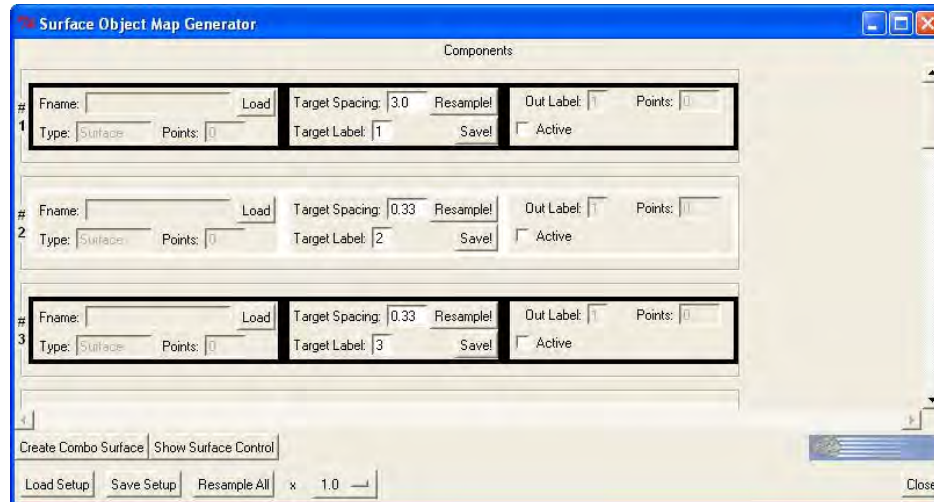 Surface Object Map Generator
Components
# 1
Fname: Load Target Spacing: 3.0 Resample! Out Label: 1 Points: 0
Type: Surface Points: 0 Target Label: 1 Save! Active
# 2
Fname: Load Target Spacing: 0.33 Resample! Out Label: 1 Points: 0
Type: Surface Points: 0 Target Label: 2 Save! Active
# 3
Fname: Load Target Spacing: 0.33 Resample! Out Label: 1 Points: 0
Type: Surface Points: 0 Target Label: 3 Save! Active
Create Combo Surface Show Surface Control
Load Setup Save Setup Resample All x 1.0 Close